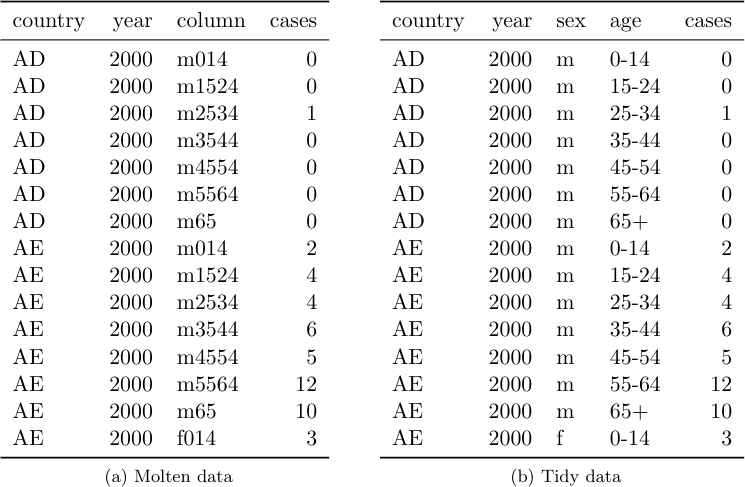 country year column cases
AD 2000 m014 0
AD 2000 m1524 0
AD 2000 m2534 1
AD 2000 m3544 0
AD 2000 m4554 0
AD 2000 m5564 0
AD 2000 m65 0
AE 2000 m014 2
AE 2000 m1524 4
AE 2000 m2534 4
AE 2000 m3544 6
AE 2000 m4554 5
AE 2000 m5564 12
AE 2000 m65 10
AE 2000 f014 3
(a) Molten data
country year sex age cases
AD 2000 m 0-14 0
AD 2000 m 15-24 0
AD 2000 m 25-34 1
AD 2000 m 35-44 0
AD 2000 m 45-54 0
AD 2000 m 55-64 0
AD 2000 m 65+ 0
AE 2000 m 0-14 2
AE 2000 m 15-24 4
AE 2000 m 25-34 4
AE 2000 m 35-44 6
AE 2000 m 45-54 5
AE 2000 m 55-64 12
AE 2000 m 65+ 10
AE 2000 f 0-14 3
(b) Tidy data